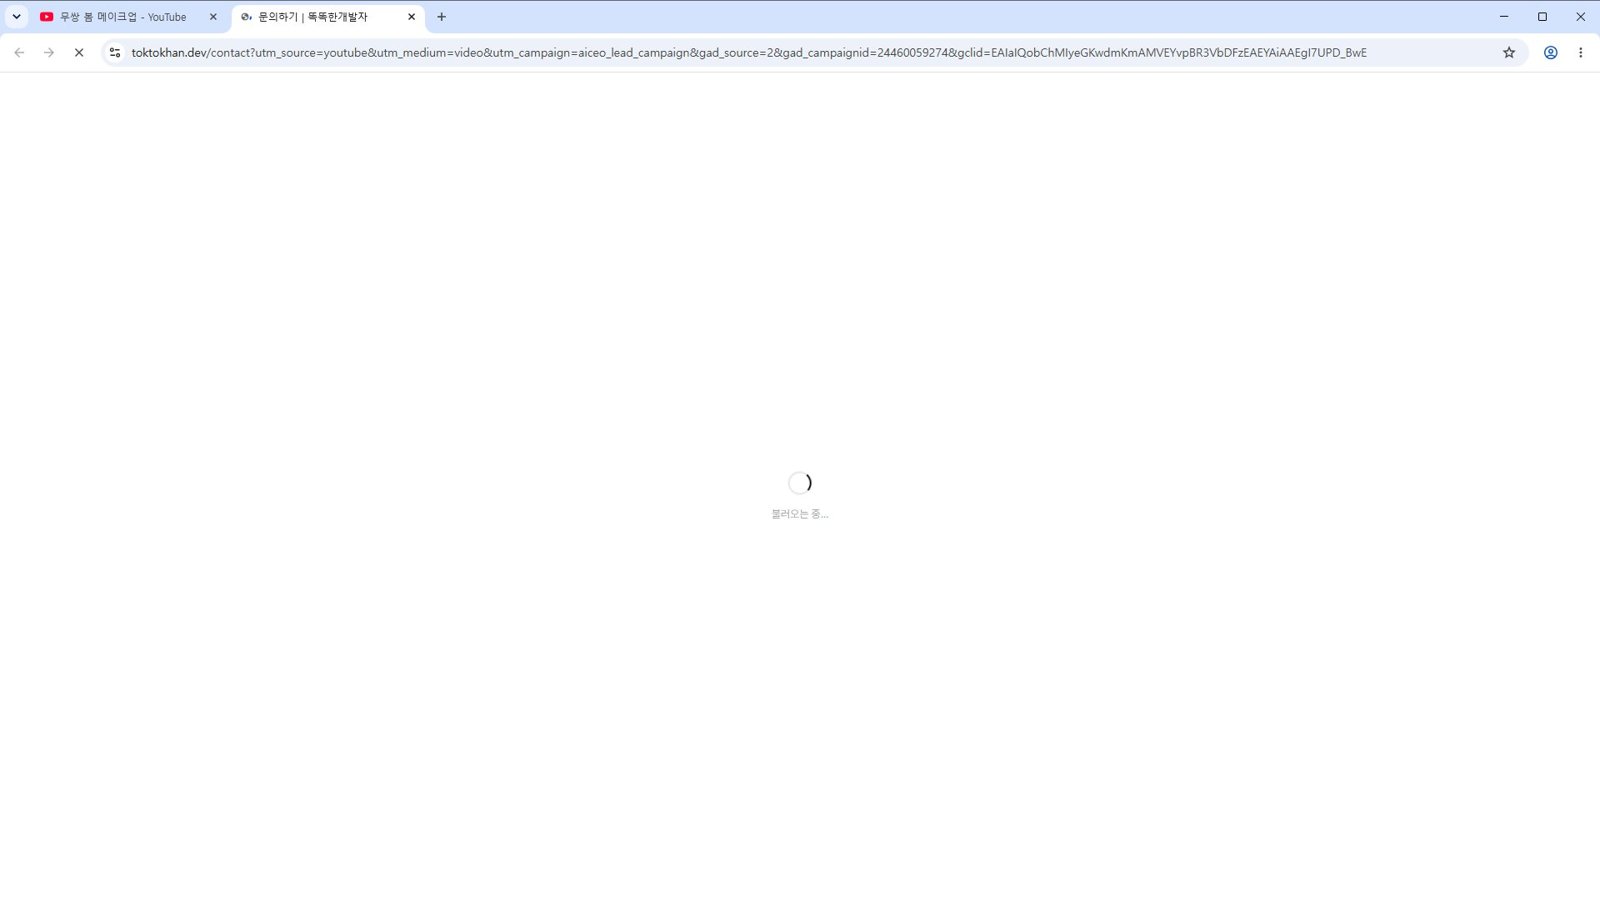 무쌍 봄 메이크업 - YouTube
문의하기 | 똑똑한개발자
toktokhan.dev/contact?utm_source=youtube&utm_medium=video&utm_campaign=aiceo_lead_campaign&gad_source=2&gad_campaignid=24460059274&gclid=EAIaIQobChMIyeGKwdmKmAMVEYvpBR3VbDFzEAEYAiAAEgI7UPD_BwE
불러오는 중...